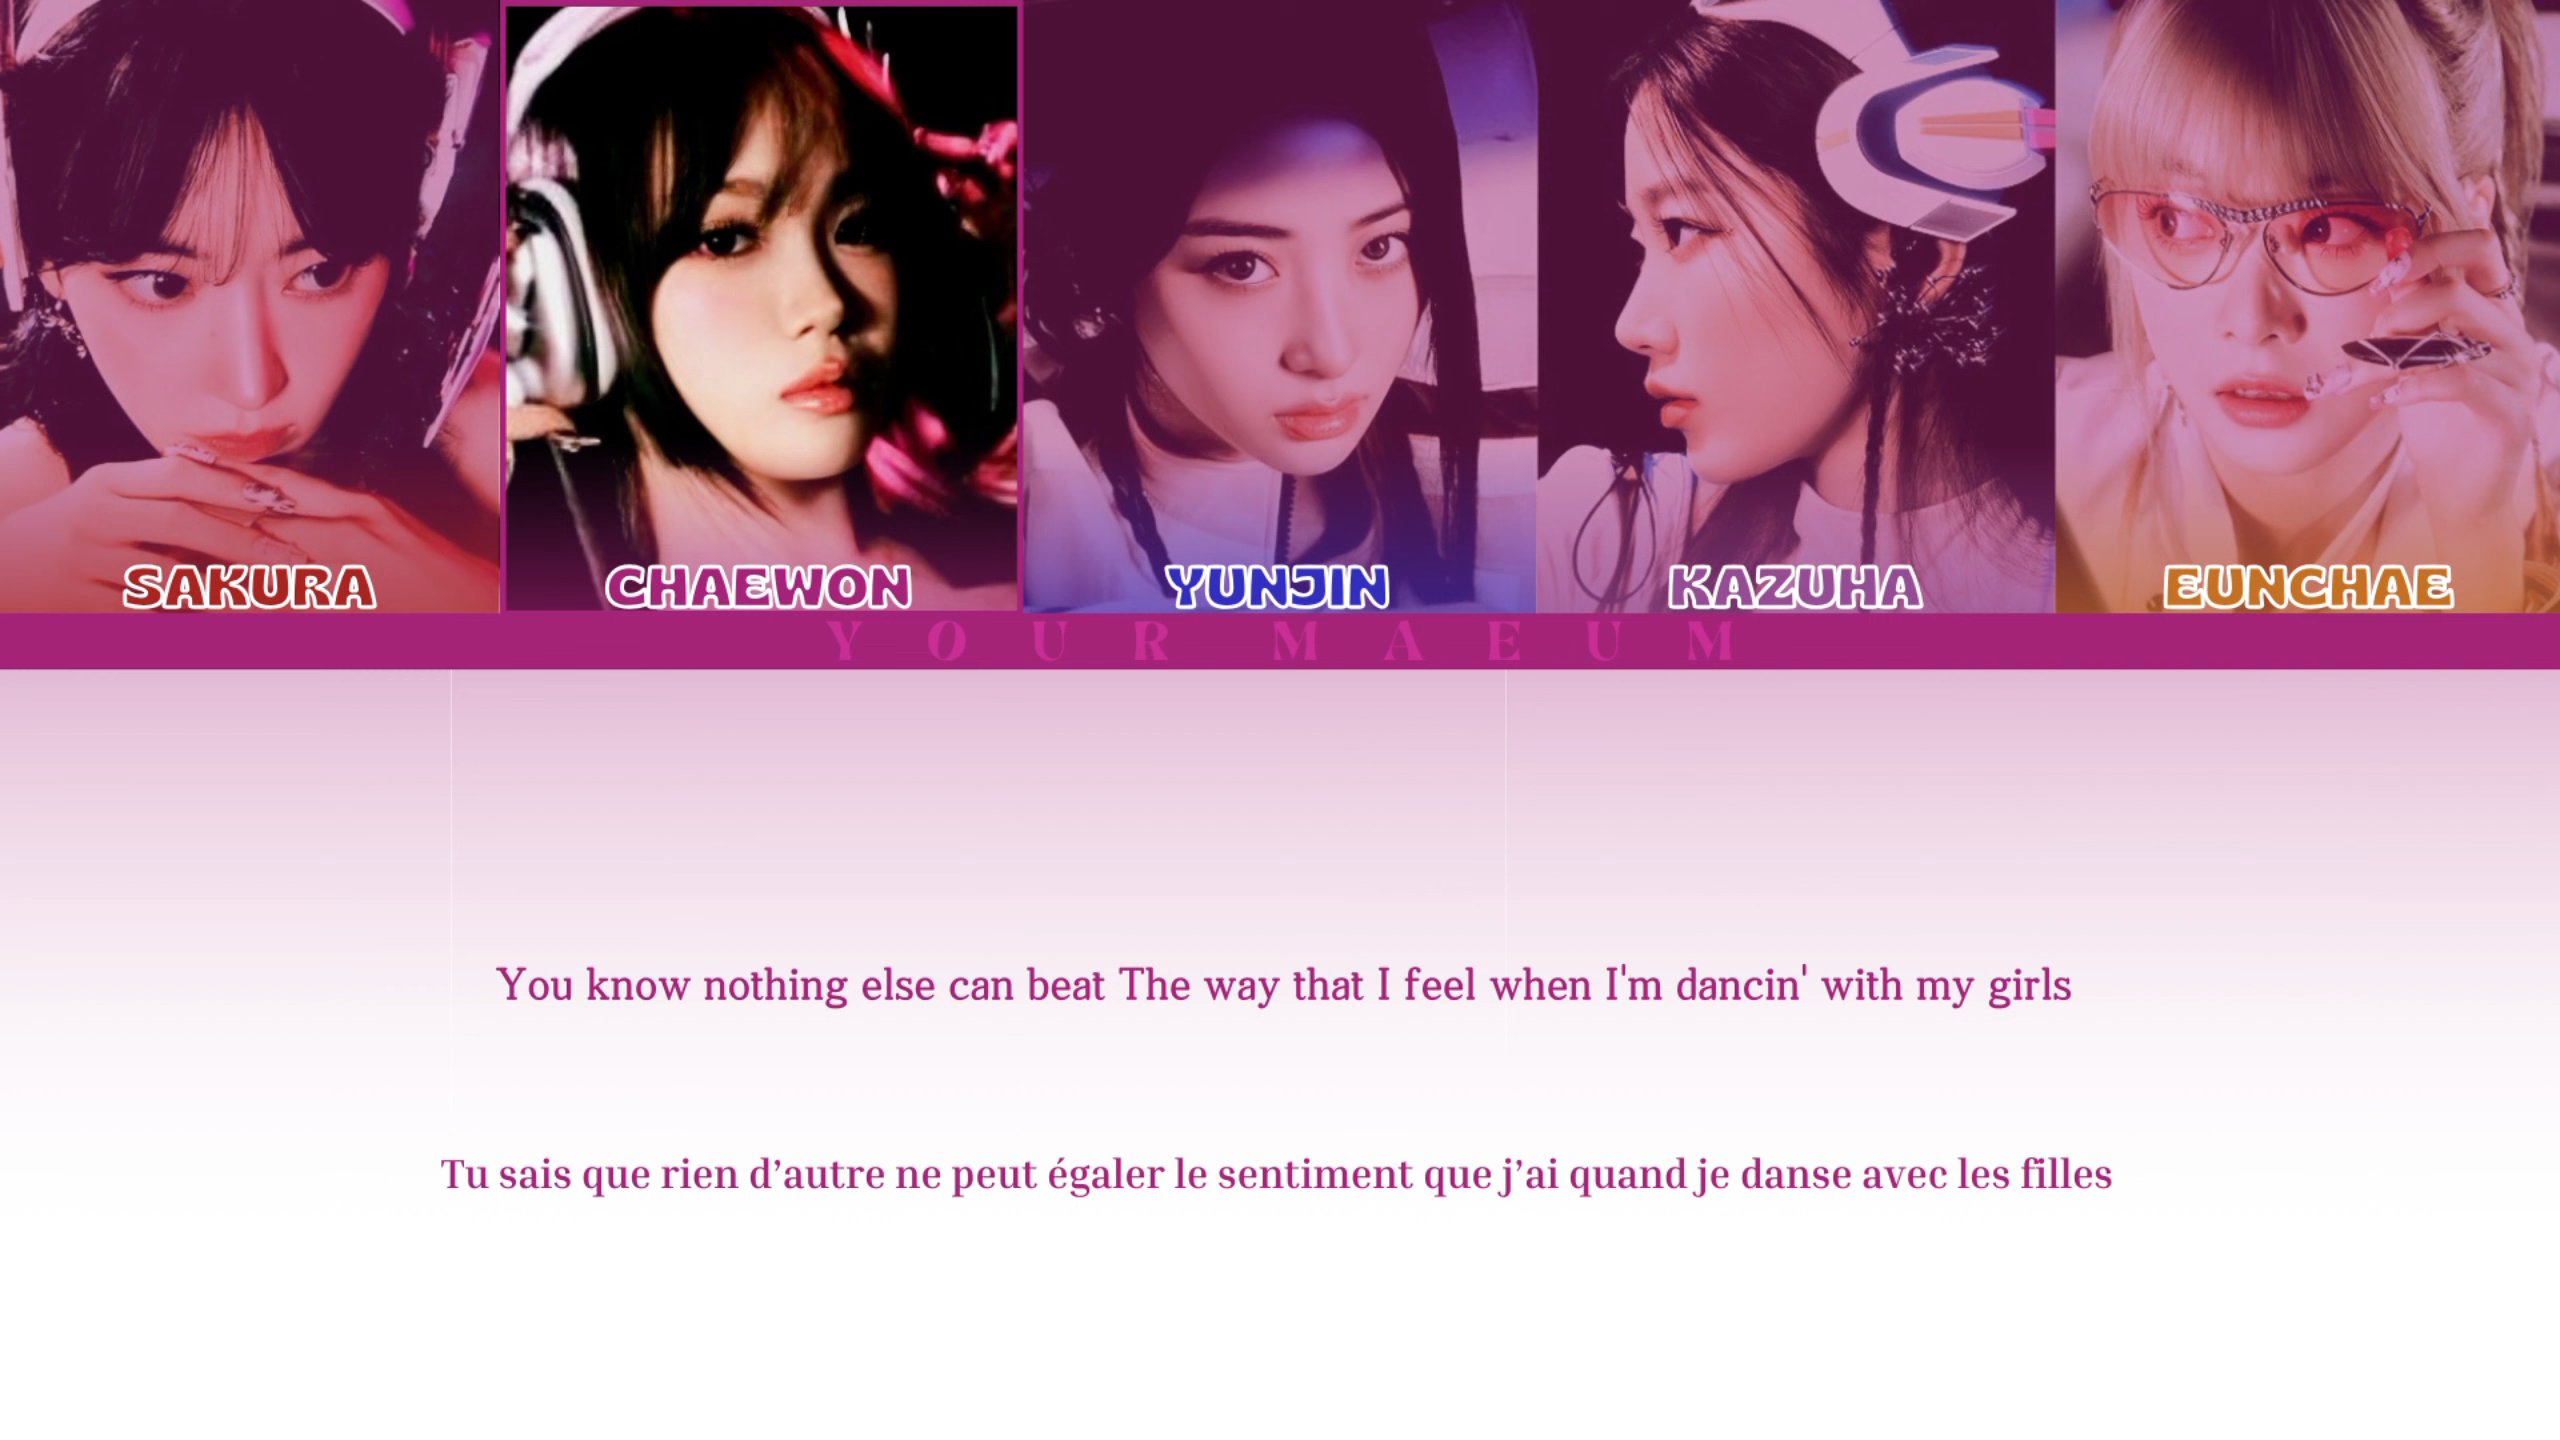 SAKURA
CHAEWON
YUNJIN
KAZUHA
EUNCHAE
YOUR MAEUM
You know nothing else can beat The way that I feel when I'm dancin' with my girls
Tu sais que rien d’autre ne peut égaler le sentiment que j’ai quand je danse avec les filles